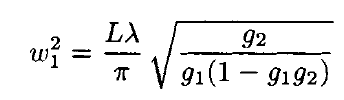 w_1^2 = \frac{L\lambda}{\pi} \sqrt{\frac{g_2}{g_1(1 - g_1 g_2)}}